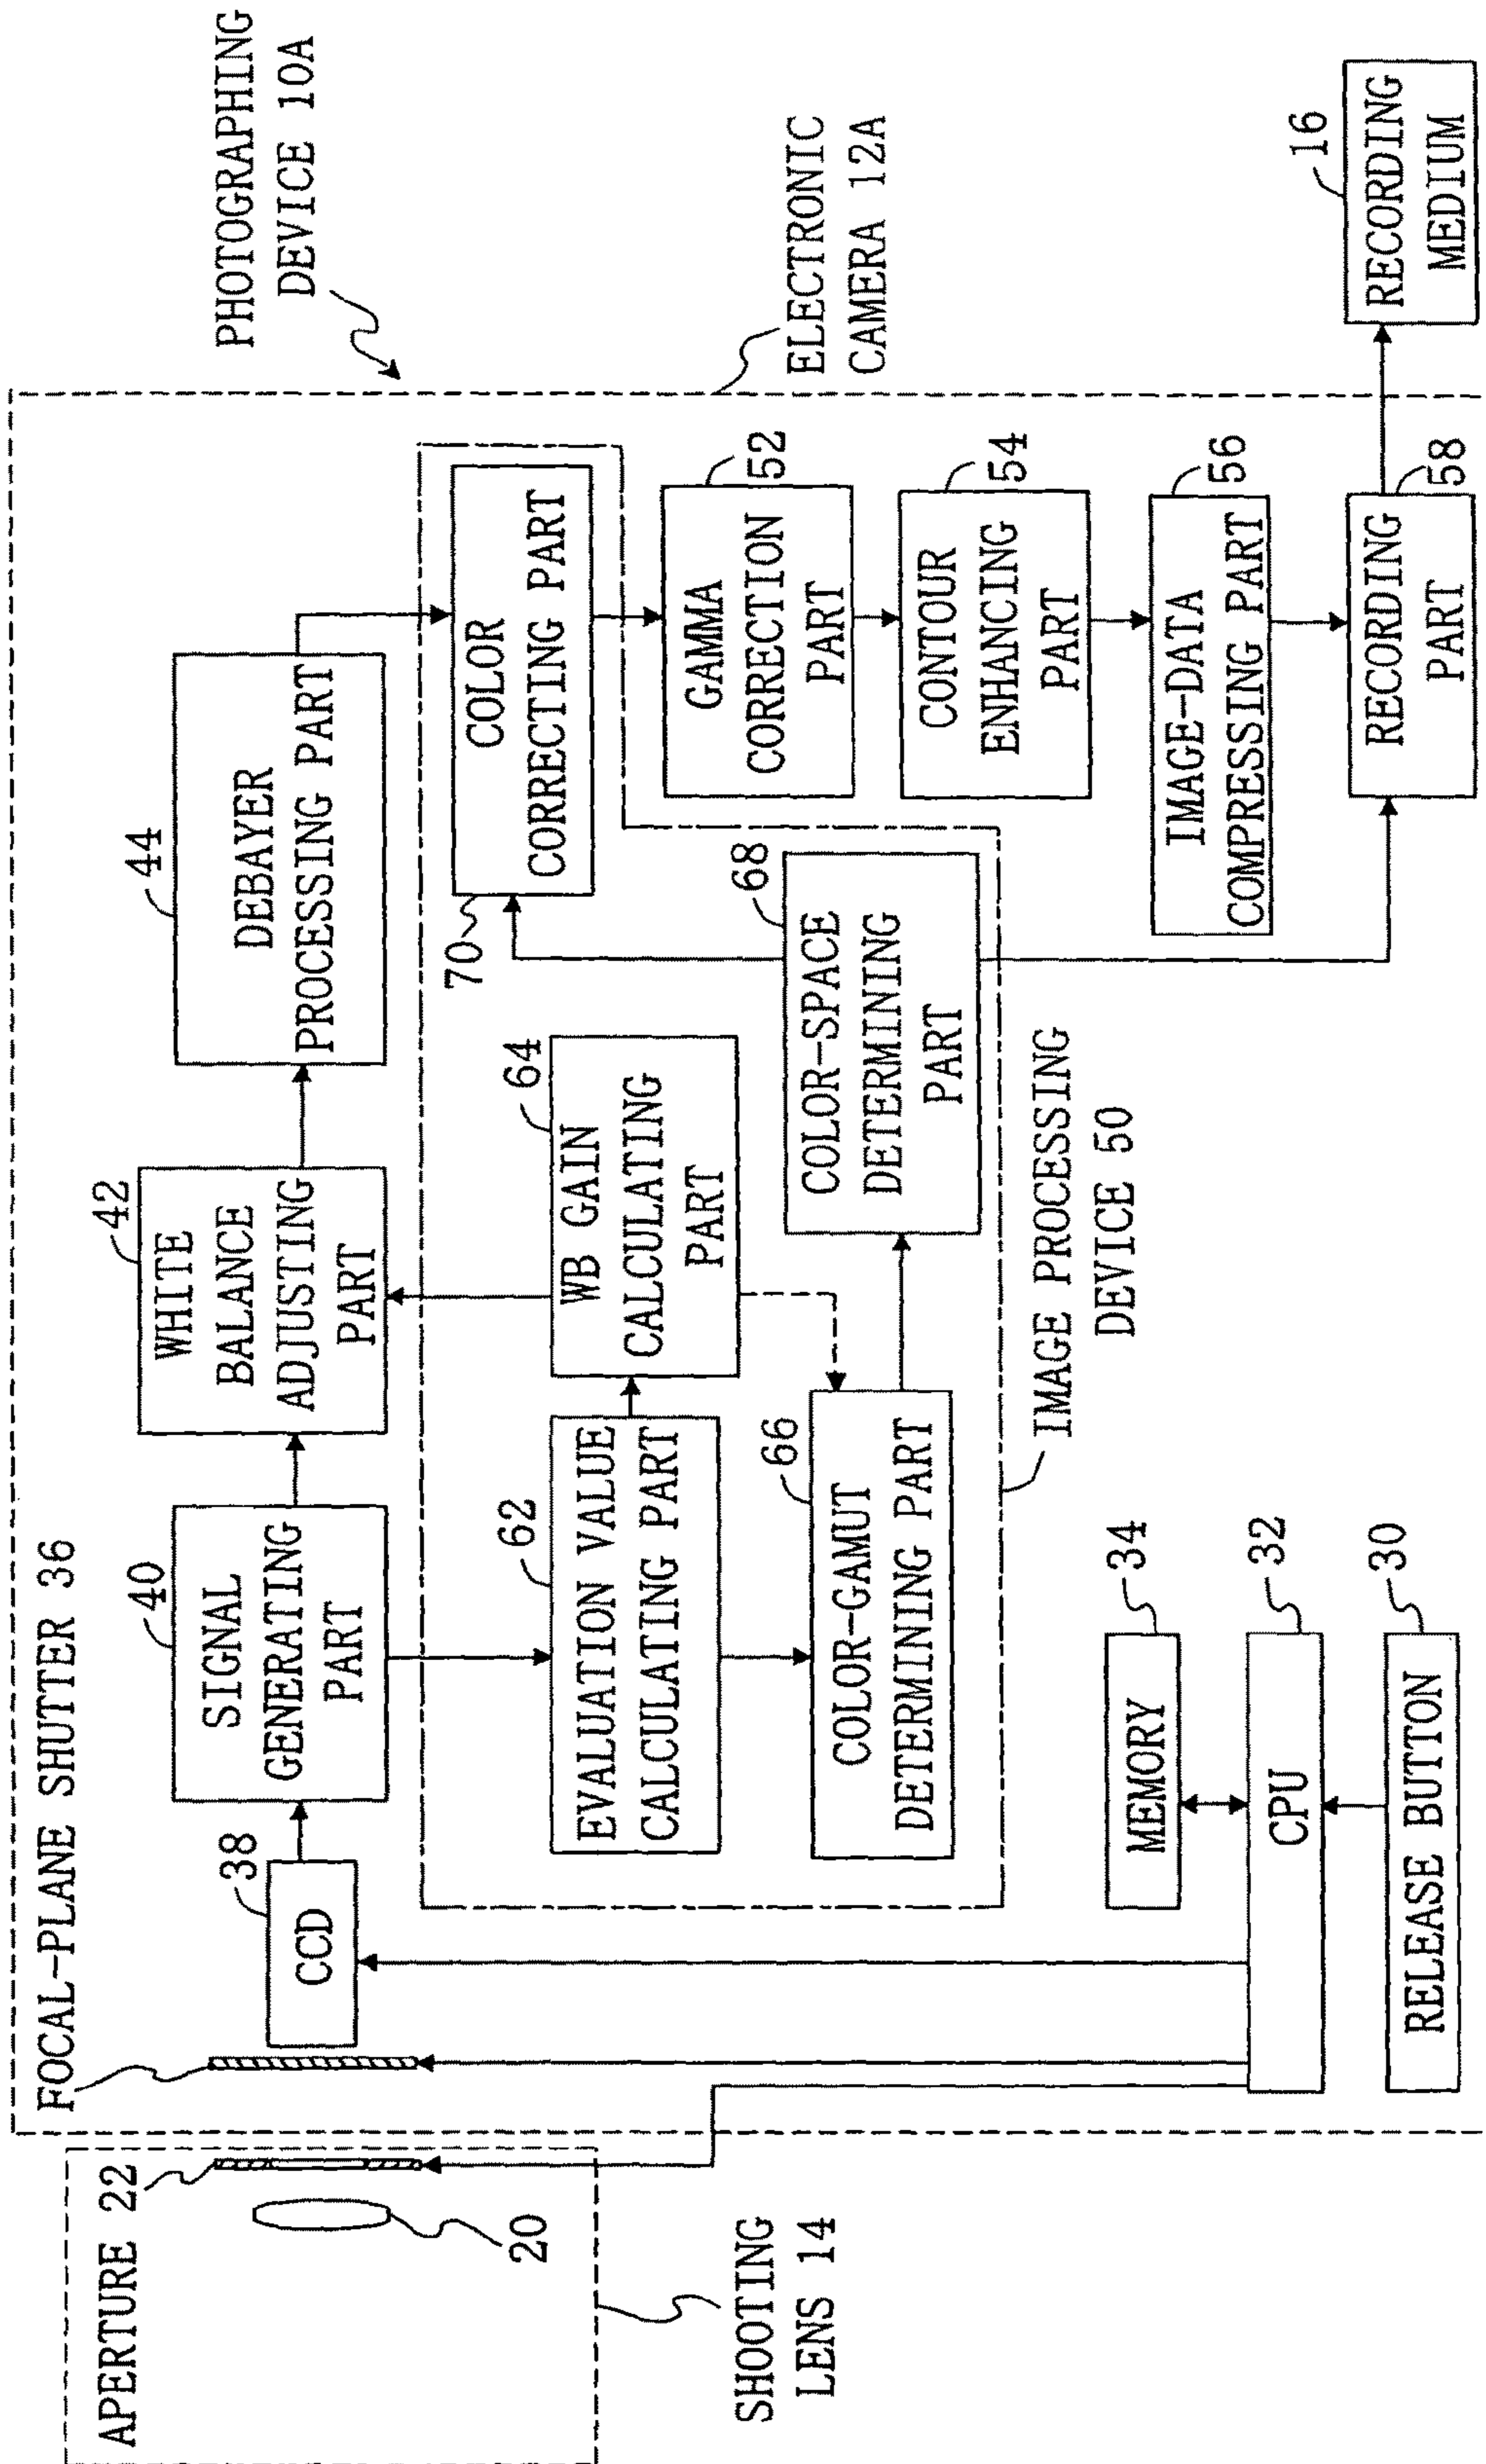 PHOTOGRAPHING
DEVICE 10A
FOCAL-PLANE SHUTTER 36
APERTURE 22
20
SHOOTING
LENS 14
38
CCD
40
SIGNAL
GENERATING
PART
42
WHITE
BALANCE
ADJUSTING
PART
44
DEBAYER
PROCESSING PART
62
EVALUATION VALUE
CALCULATING PART
64
WB GAIN
CALCULATING
PART
66
COLOR-GAMUT
DETERMINING PART
68
COLOR-SPACE
DETERMINING
PART
70
COLOR
CORRECTING PART
IMAGE PROCESSING
DEVICE 50
52
GAMMA
CORRECTION
PART
54
CONTOUR
ENHANCING
PART
56
IMAGE-DATA
COMPRESSING PART
58
RECORDING
PART
ELECTRONIC
CAMERA 12A
16
RECORDING
MEDIUM
34
MEMORY
32
CPU
30
RELEASE BUTTON